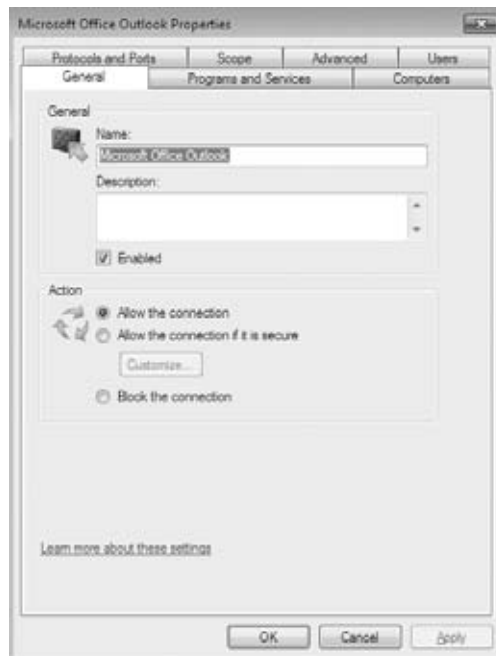 Microsoft Office Outlook Properties
Protocols and Ports Scope Advanced Users
General Programs and Services Computers
General
Name:
Microsoft Office Outlook
Description:
Enabled
Action
Allow the connection
Allow the connection if it is secure
Customize...
Block the connection
Learn more about these settings
OK Cancel Apply